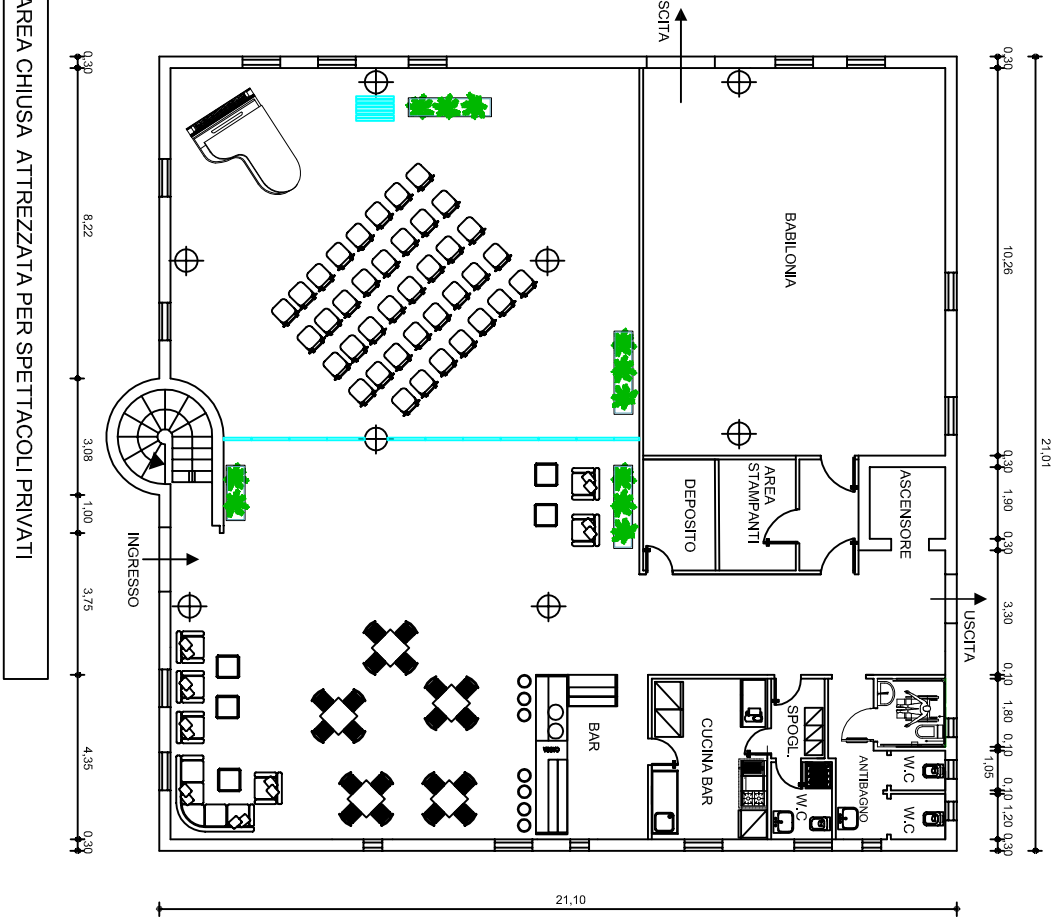 AREA CHIUSA ATTREZZATA PER SPETTACOLI PRIVATI
SCITA
BABILONIA
ASCENSORE
AREA
STAMPANTI
DEPOSITO
INGRESSO
USCITA
BAR
CUCINA BAR
SPOGL.
W.C
ANTIBAGNO
W.C
W.C
0,30
8,22
3,08
1,00
3,75
4,35
0,30
0,30
10,26
0,30
1,90
0,30
3,30
0,10
1,80
0,10
1,05
0,10
1,20
0,30
21,01
21,10